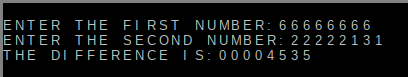 ENTER THE FIRST NUMBER: 66666666
ENTER THE SECOND NUMBER: 22222131
THE DIFFERENCE IS: 00004535